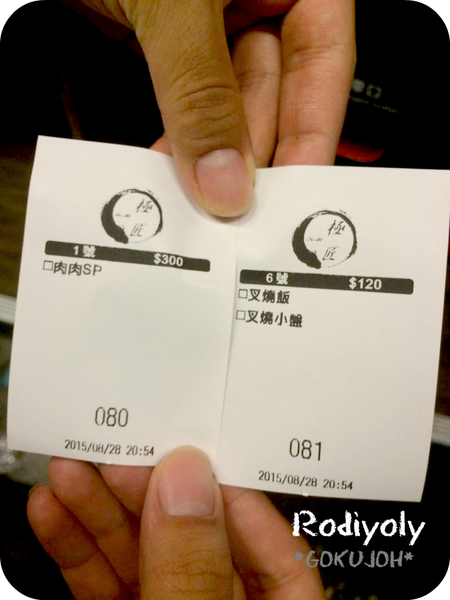 極
匠
1號 $300
□肉肉SP
080
2015/08/28 20:54
極
匠
6號 $120
□叉燒飯
□叉燒小盤
081
2015/08/28 20:54
Rodiyoly
*GOKUJOH*